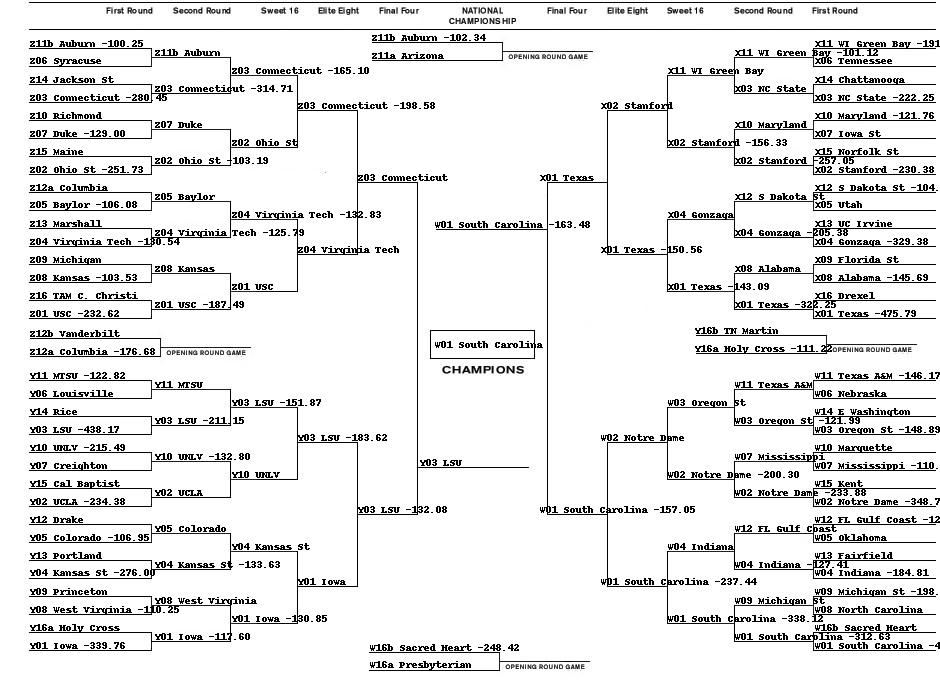 First Round Second Round Sweet 16 Elite Eight Final Four NATIONAL CHAMPIONSHIP Final Four Elite Eight Sweet 16 Second Round First Round
Z11b Auburn -102.34
Z11a Arizona
OPENING ROUND GAME
Z11b Auburn -100.25
Z06 Syracuse
Z14 Jackson St
Z03 Connecticut -280.45
Z10 Richmond
Z07 Duke -129.00
Z15 Maine
Z02 Ohio St -251.73
Z12a Columbia
Z05 Baylor -106.08
Z13 Marshall
Z04 Virginia Tech -130.54
Z09 Michigan
Z08 Kansas -103.53
Z16 TAM C. Christi
Z01 USC -232.62
Z11b Auburn
Z03 Connecticut -314.71
Z07 Duke
Z02 Ohio St -103.19
Z05 Baylor
Z04 Virginia Tech -125.79
Z08 Kansas
Z01 USC -187.49
Z03 Connecticut -165.10
Z02 Ohio St
Z04 Virginia Tech -132.83
Z01 USC
Z03 Connecticut -198.58
Z04 Virginia Tech
Z03 Connecticut
Z12b Vanderbilt
Z12a Columbia -176.68
OPENING ROUND GAME
Y11 MTSU -122.82
Y06 Louisville
Y14 Rice
Y03 LSU -438.17
Y10 UNLV -215.49
Y07 Creighton
Y15 Cal Baptist
Y02 UCLA -234.38
Y12 Drake
Y05 Colorado -106.95
Y13 Portland
Y04 Kansas St -276.00
Y09 Princeton
Y08 West Virginia -110.25
Y16a Holy Cross
Y01 Iowa -339.76
Y11 MTSU
Y03 LSU -211.15
Y10 UNLV -132.80
Y02 UCLA
Y05 Colorado
Y04 Kansas St -133.63
Y08 West Virginia
Y01 Iowa -117.60
Y03 LSU -151.87
Y10 UNLV
Y04 Kansas St
Y01 Iowa -130.85
Y03 LSU -183.62
Y01 Iowa
Y03 LSU -132.08
W01 South Carolina -163.48
W01 South Carolina
CHAMPIONS
Y03 LSU
W16b Sacred Heart -248.42
W16a Presbyterian
OPENING ROUND GAME
X01 Texas
X02 Stanford
X01 Texas -150.56
X11 WI Green Bay
X02 Stanford -156.33
X04 Gonzaga
X01 Texas -143.09
X11 WI Green Bay -101.12
X03 NC State
X10 Maryland
X02 Stanford -257.05
X12 S Dakota St
X04 Gonzaga -205.38
X08 Alabama
X01 Texas -322.25
X11 WI Green Bay -191
X06 Tennessee
X14 Chattanooga
X03 NC State -222.25
X10 Maryland -121.76
X07 Iowa St
X15 Norfolk St
X02 Stanford -230.38
X12 S Dakota St -104.
X05 Utah
X13 UC Irvine
X04 Gonzaga -329.38
X09 Florida St
X08 Alabama -145.69
X16 Drexel
X01 Texas -475.79
Y16b TN Martin
Y16a Holy Cross -111.22
OPENING ROUND GAME
W01 South Carolina -157.05
W02 Notre Dame
W01 South Carolina -237.44
W03 Oregon St
W02 Notre Dame -200.30
W04 Indiana
W01 South Carolina -338.12
W11 Texas A&M
W03 Oregon St -121.99
W07 Mississippi
W02 Notre Dame -233.88
W12 FL Gulf Coast
W04 Indiana -127.41
W09 Michigan St
W01 South Carolina -312.63
W11 Texas A&M -146.17
W06 Nebraska
W14 E Washington
W03 Oregon St -148.89
W10 Marquette
W07 Mississippi -110.
W15 Kent
W02 Notre Dame -348.7
W12 FL Gulf Coast -12
W05 Oklahoma
W13 Fairfield
W04 Indiana -184.81
W09 Michigan St -198.
W08 North Carolina
W16b Sacred Heart
W01 South Carolina -4